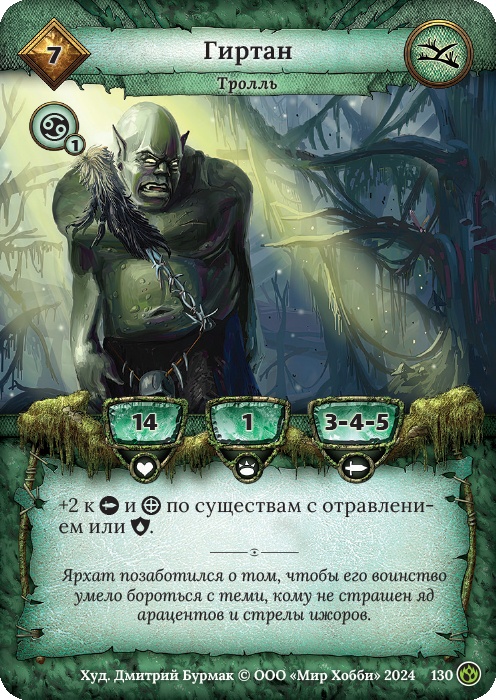 7
Гиртан
Тролль
1
14
1
3-4-5
+2 к и по существам с отравлени-
ем или .
Ярхат позаботился о том, чтобы его воинство
умело бороться с теми, кому не страшен яд
арацентов и стрелы ижоров.
Худ. Дмитрий Бурмак © ООО «Мир Хобби» 2024 130